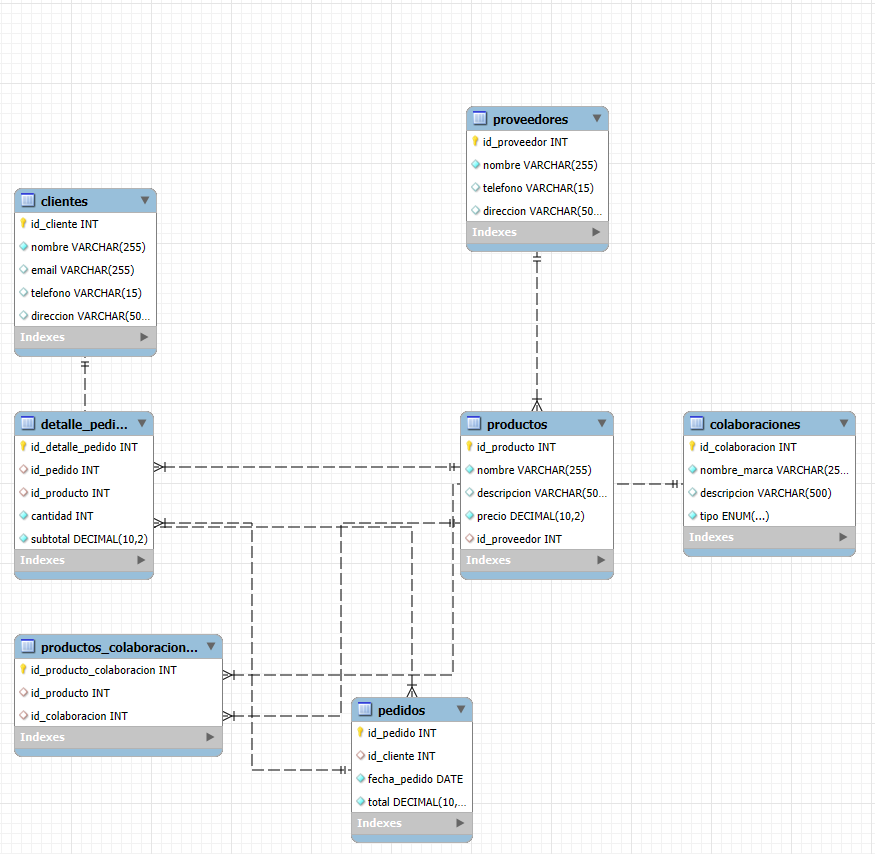 proveedores
id_proveedor INT
nombre VARCHAR(255)
telefono VARCHAR(15)
direccion VARCHAR(50...
Indexes
clientes
id_cliente INT
nombre VARCHAR(255)
email VARCHAR(255)
telefono VARCHAR(15)
direccion VARCHAR(50...
Indexes
detalle_pedi...
id_detalle_pedido INT
id_pedido INT
id_producto INT
cantidad INT
subtotal DECIMAL(10,2)
Indexes
productos
id_producto INT
nombre VARCHAR(255)
descripcion VARCHAR(50...
precio DECIMAL(10,2)
id_proveedor INT
Indexes
colaboraciones
id_colaboracion INT
nombre_marca VARCHAR(25...
descripcion VARCHAR(500)
tipo ENUM(...)
Indexes
productos_colaboracion...
id_producto_colaboracion INT
id_producto INT
id_colaboracion INT
Indexes
pedidos
id_pedido INT
id_cliente INT
fecha_pedido DATE
total DECIMAL(10,...
Indexes